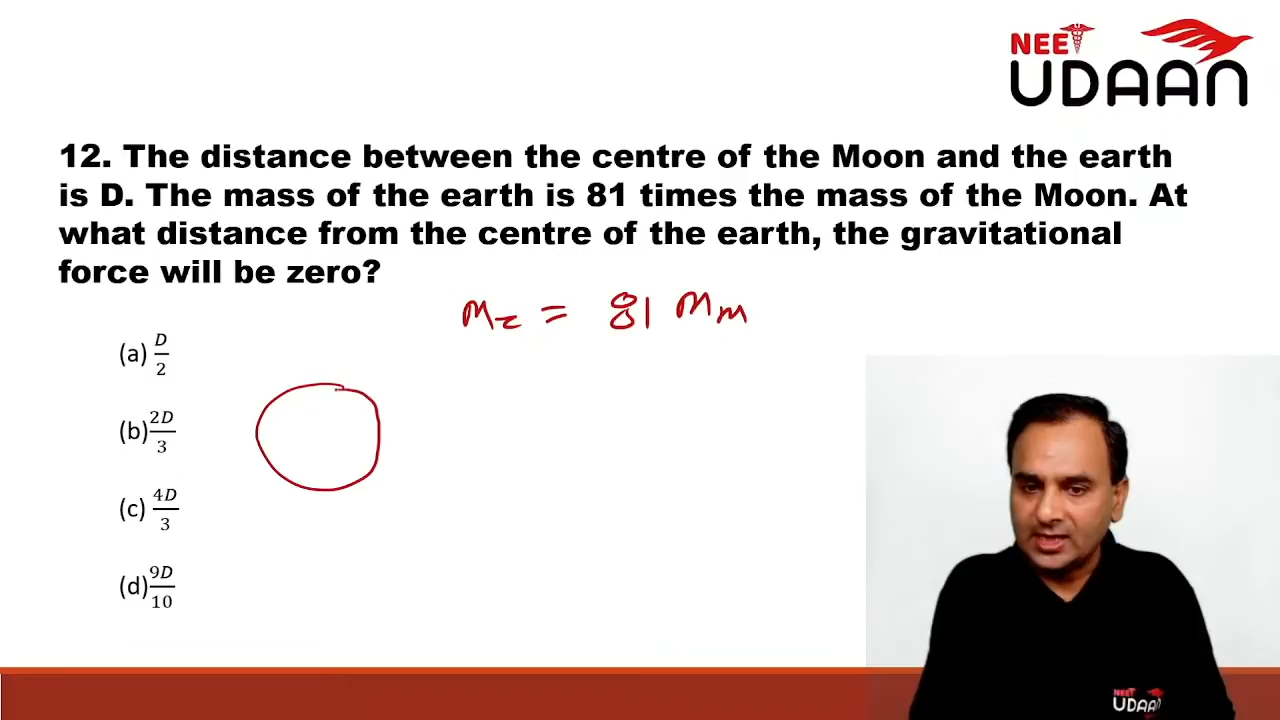 NEET
UDAAN
12. The distance between the centre of the Moon and the earth
is D. The mass of the earth is 81 times the mass of the Moon. At
what distance from the centre of the earth, the gravitational
force will be zero?
Me = 81 Mm
(a) D/2
(b) 2D/3
(c) 4D/3
(d) 9D/10
NEET
UDAAN